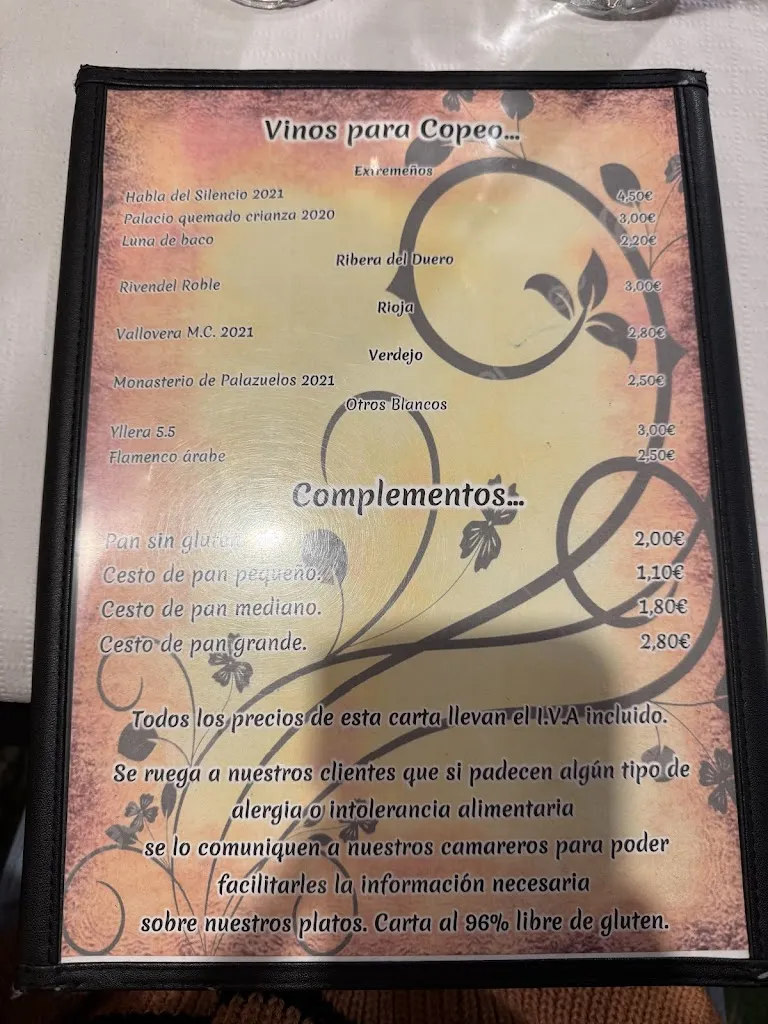 Vinos para Copeo...
Extremeños
Habla del Silencio 2021 4,50€
Palacio quemado crianza 2020 3,00€
Luna de baco 2,20€
Ribera del Duero
Rivendel Roble 3,00€
Rioja
Vallovera M.C. 2021 2,80€
Verdejo
Monasterio de Palazuelos 2021 2,50€
Otros Blancos
Yllera 5.5 3,00€
Flamenco árabe 2,50€
Complementos...
Pan sin gluten 2,00€
Cesto de pan pequeño. 1,10€
Cesto de pan mediano. 1,80€
Cesto de pan grande. 2,80€
Todos los precios de esta carta llevan el I.V.A incluido.
Se ruega a nuestros clientes que si padecen algún tipo de
alergia o intolerancia alimentaria
se lo comuniquen a nuestros camareros para poder
facilitarles la información necesaria
sobre nuestros platos. Carta al 96% libre de gluten.